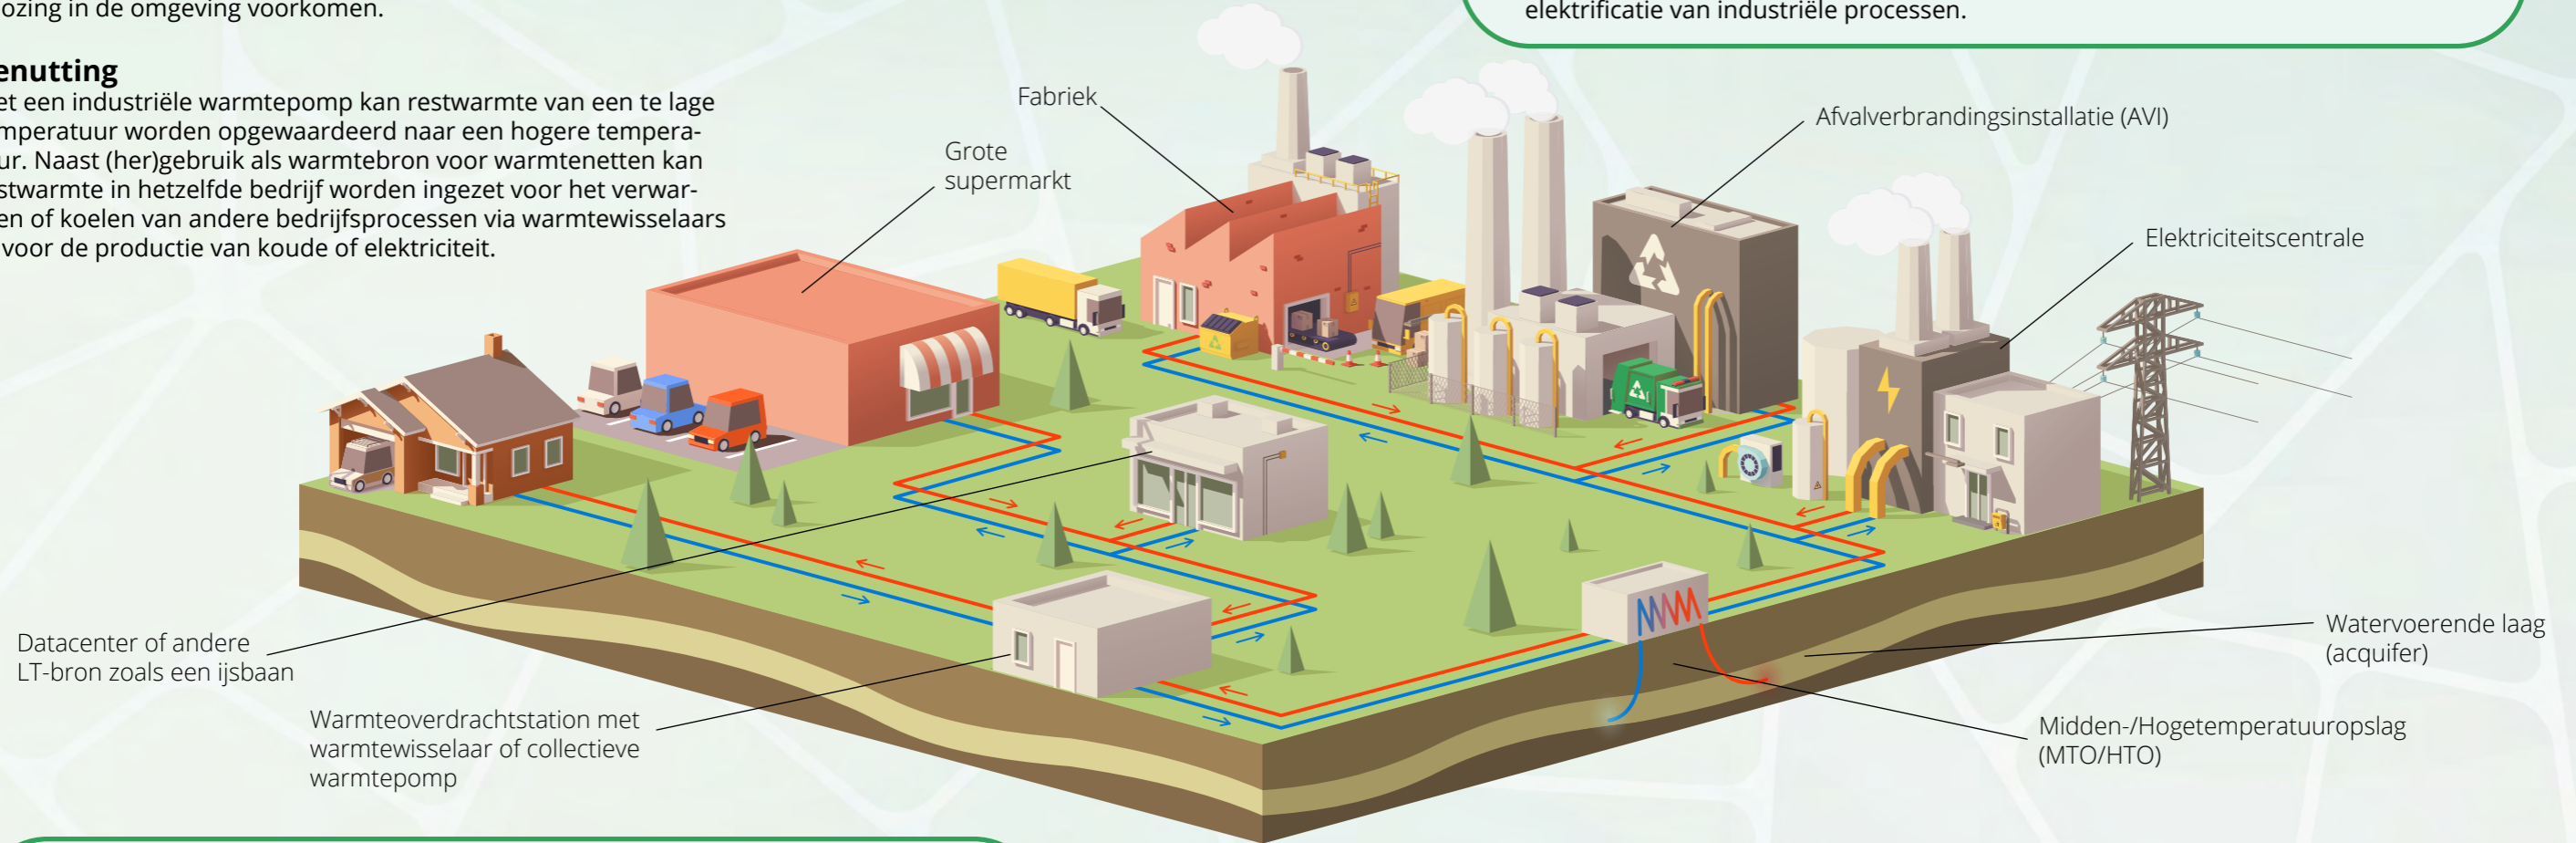 ozing in de omgeving voorkomen.
enutting
et een industriële warmtepomp kan restwarmte van een te lage
mperatuur worden opgewaardeerd naar een hogere tempera-
ur. Naast (her)gebruik als warmtebron voor warmtenetten kan
stwarmte in hetzelfde bedrijf worden ingezet voor het verwar-
en of koelen van andere bedrijfsprocessen via warmtewisselaars
voor de productie van koude of elektriciteit.
elektrificatie van industriële processen.
Fabriek
Grote
supermarkt
Afvalverbrandingsinstallatie (AVI)
Elektriciteitscentrale
Datacenter of andere
LT-bron zoals een ijsbaan
Warmteoverdrachtstation met
warmtewisselaar of collectieve
warmtepomp
Watervoerende laag
(acquifer)
Midden-/Hogetemperatuuropslag
(MTO/HTO)